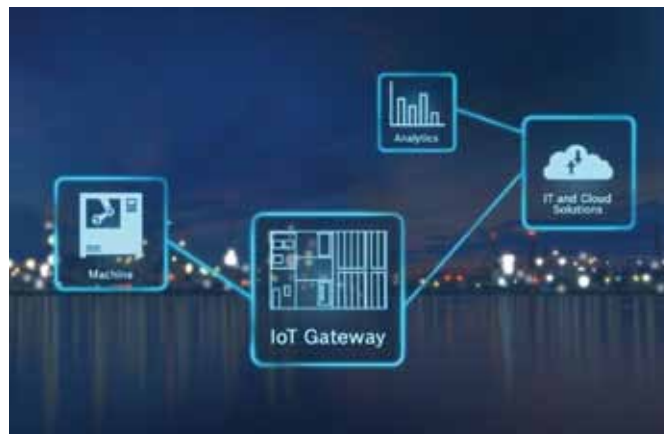 Analytics
IT and Cloud
Solutions
Machine
IoT Gateway